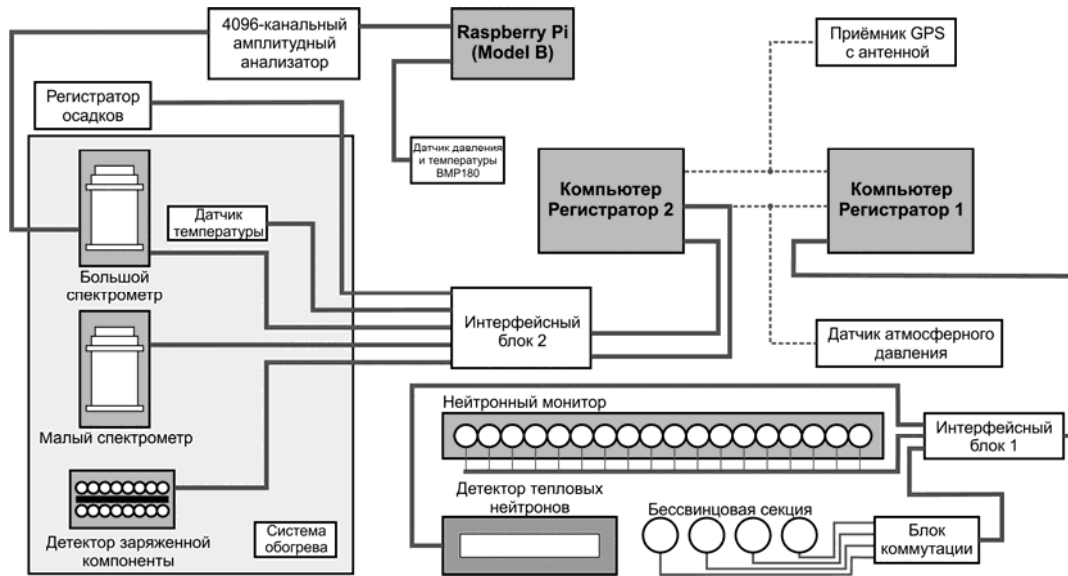 4096-канальный
амплитудный
анализатор
Raspberry Pi
(Model B)
Приёмник GPS
с антенной
Регистратор
осадков
Датчик давления
и температуры
BMP180
Компьютер
Регистратор 2
Компьютер
Регистратор 1
Датчик
температуры
Большой
спектрометр
Интерфейсный
блок 2
Датчик атмосферного
давления
Малый спектрометр
Нейтронный монитор
Интерфейсный
блок 1
Детектор тепловых
нейтронов
Бессвинцовая секция
Блок
коммутации
Система
обогрева
Детектор заряженной
компоненты